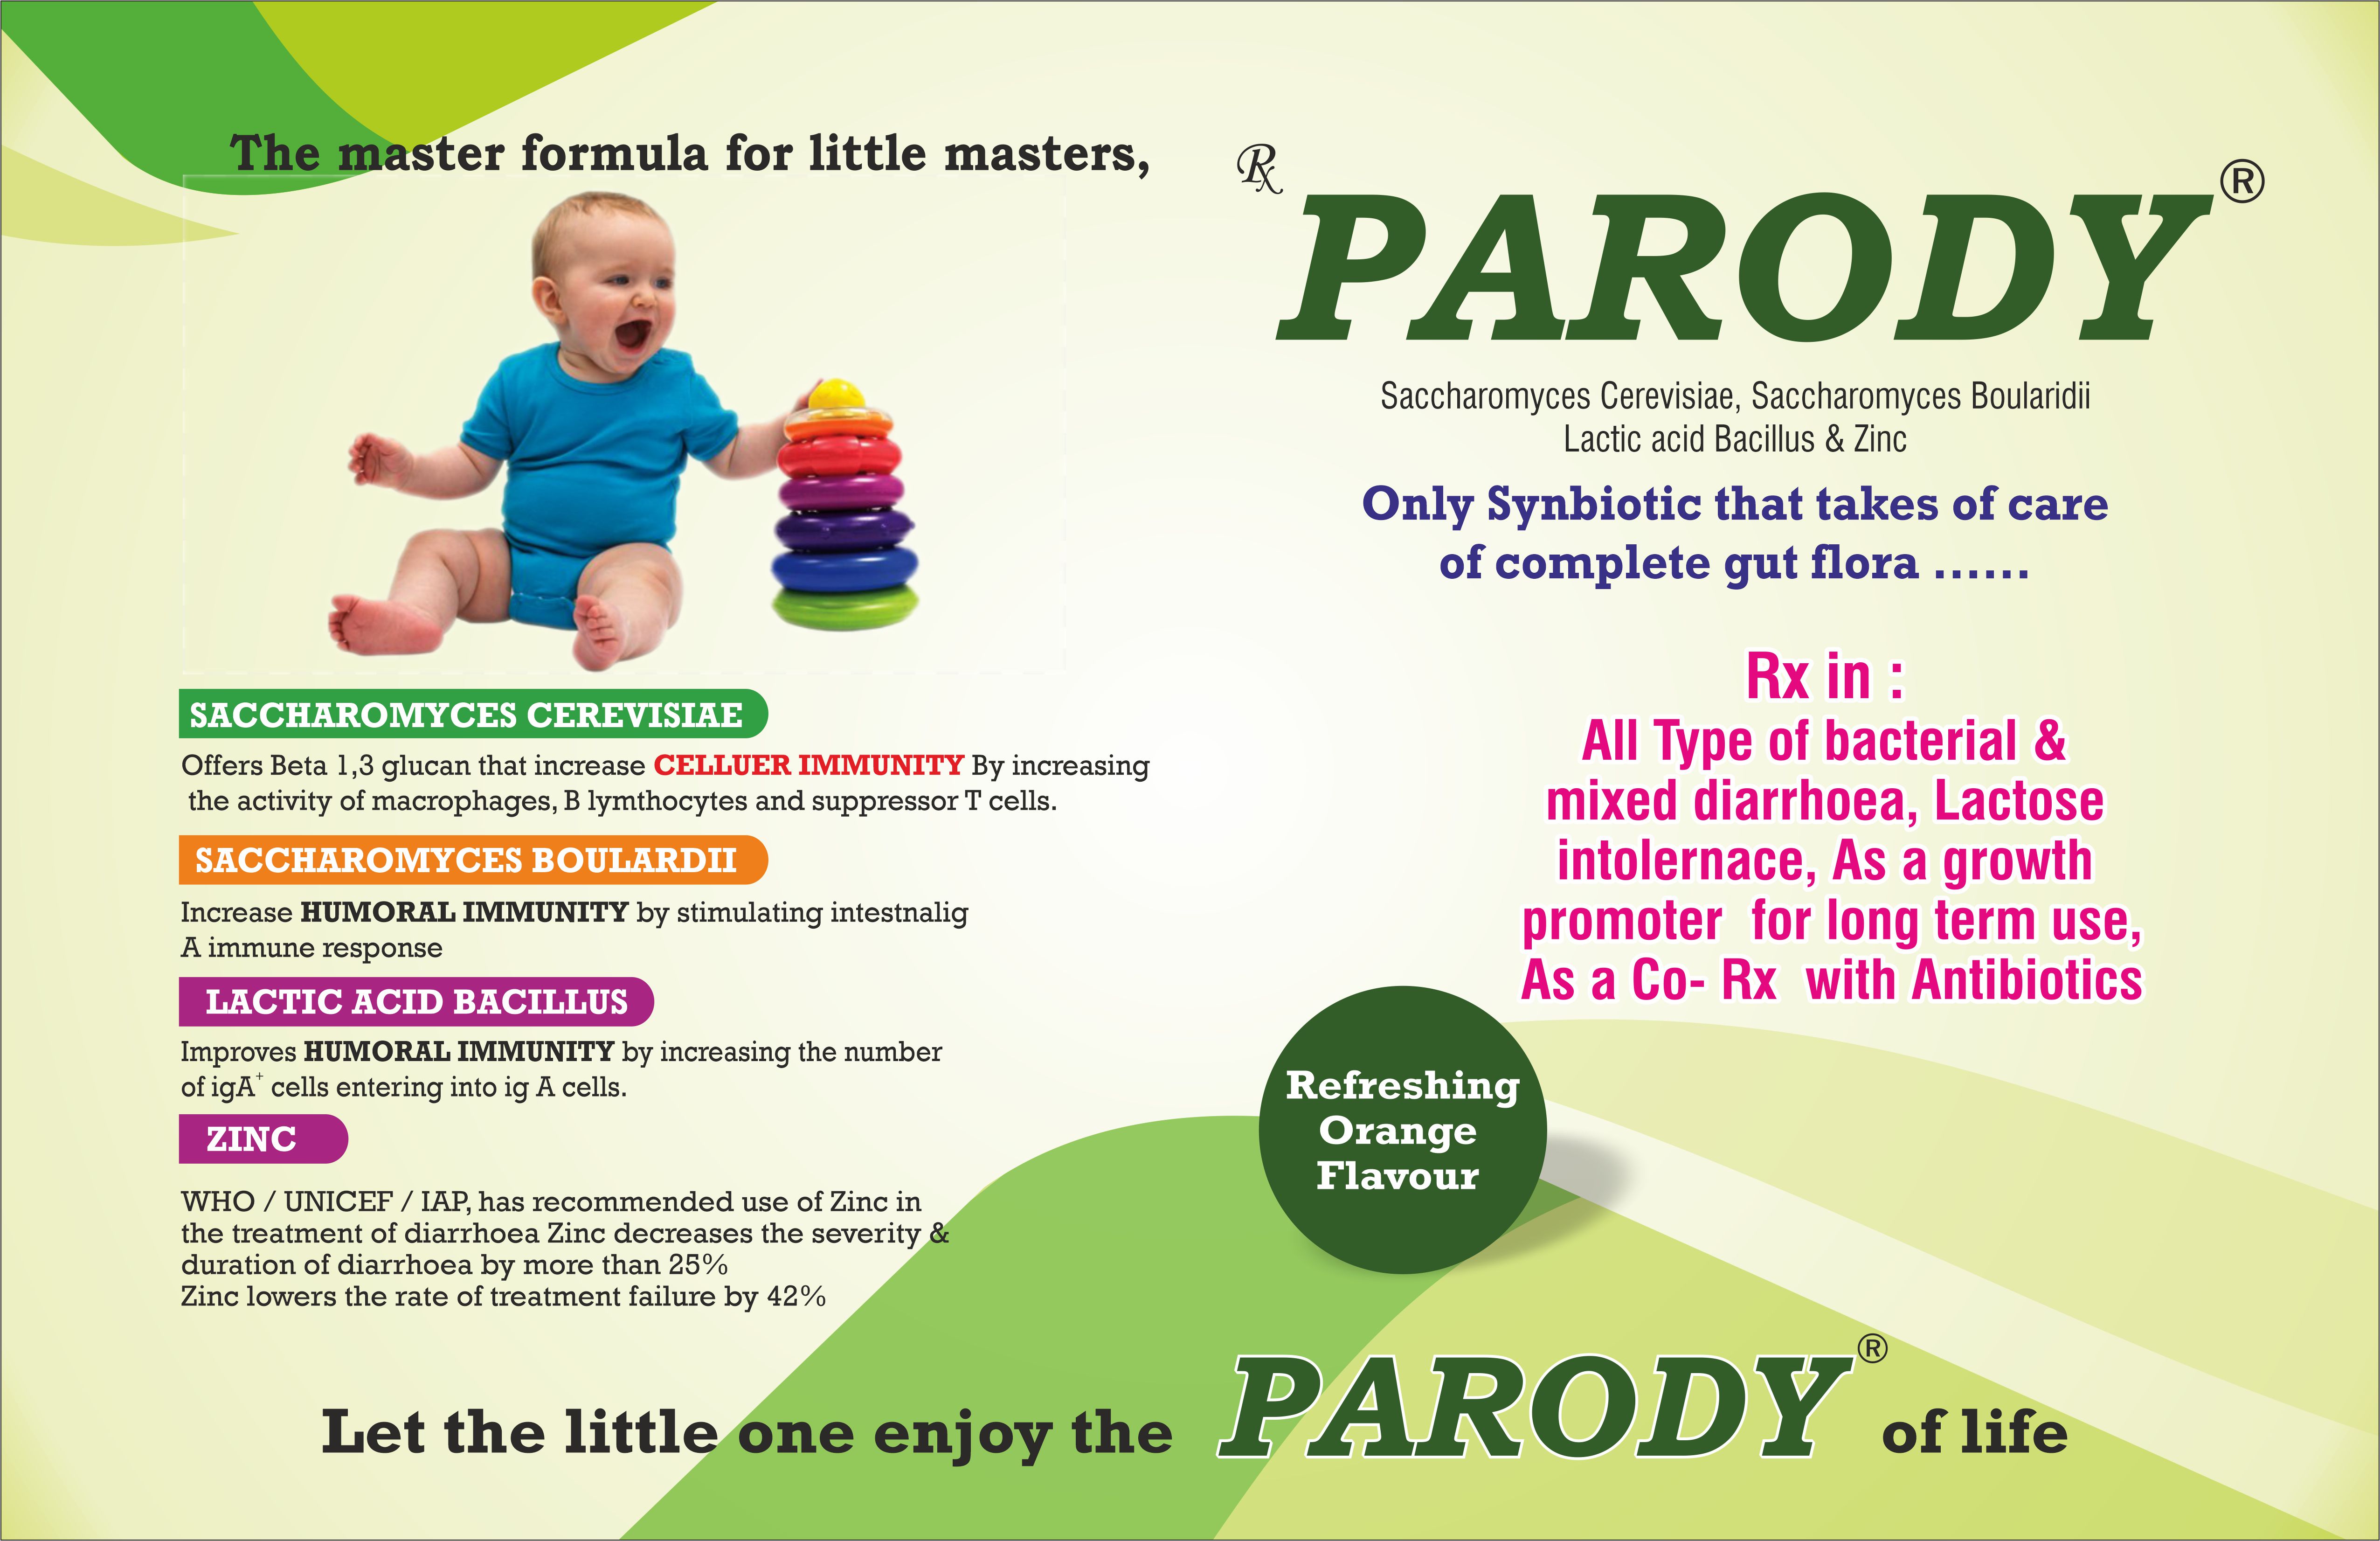 The master formula for little masters,
SACCHAROMYCES CEREVISIAE
Offers Beta 1,3 glucan that increase CELLUER IMMUNITY By increasing
the activity of macrophages, B lymthocytes and suppressor T cells.
SACCHAROMYCES BOULARDII
Increase HUMORAL IMMUNITY by stimulating intestnalig
A immune response
LACTIC ACID BACILLUS
Improves HUMORAL IMMUNITY by increasing the number
of igA⁺ cells entering into ig A cells.
ZINC
WHO / UNICEF / IAP, has recommended use of Zinc in
the treatment of diarrhoea Zinc decreases the severity &
duration of diarrhoea by more than 25%
Zinc lowers the rate of treatment failure by 42%
Rx PARODY®
Saccharomyces Cerevisiae, Saccharomyces Boularidii
Lactic acid Bacillus & Zinc
Only Synbiotic that takes of care
of complete gut flora ......
Rx in :
All Type of bacterial &
mixed diarrhoea, Lactose
intolernace, As a growth
promoter for long term use,
As a Co- Rx with Antibiotics
Refreshing
Orange
Flavour
Let the little one enjoy the PARODY® of life